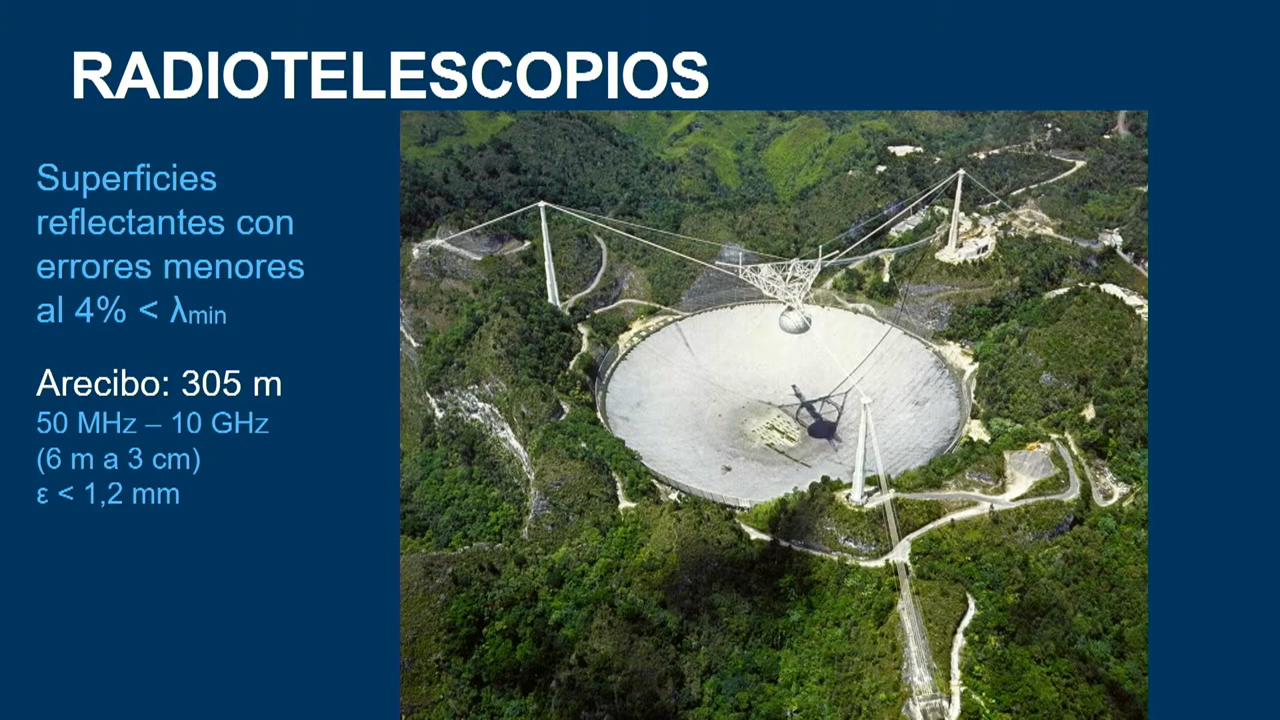 RADIOTELESCOPIOS
Superficies
reflectantes con
errores menores
al 4% < λmin
Arecibo: 305 m
50 MHz – 10 GHz
(6 m a 3 cm)
ε < 1,2 mm